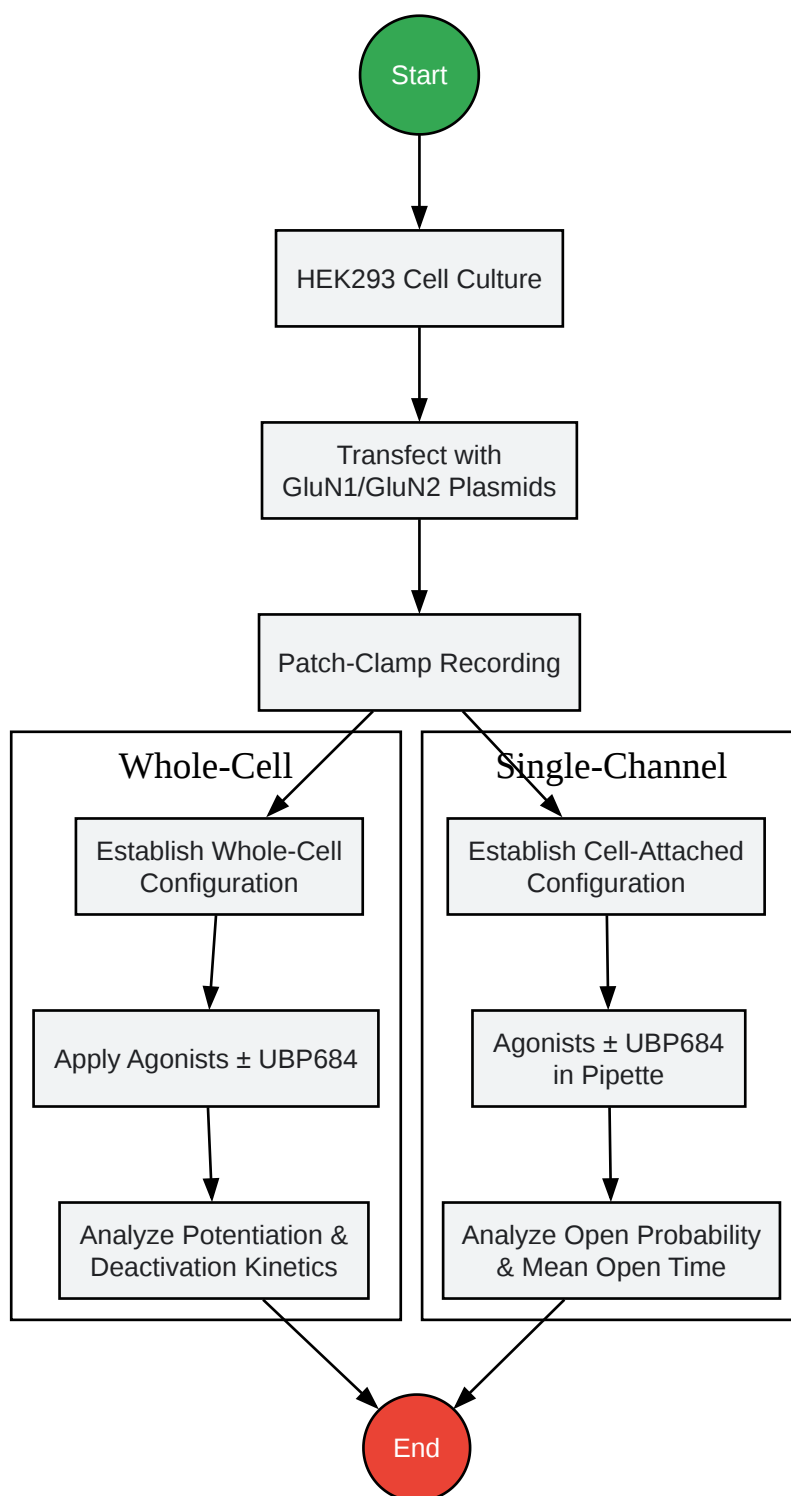 Start
HEK293 Cell Culture
Transfect with
GluN1/GluN2 Plasmids
Patch-Clamp Recording
Whole-Cell
Establish Whole-Cell
Configuration
Apply Agonists ± UBP684
Analyze Potentiation &
Deactivation Kinetics
Single-Channel
Establish Cell-Attached
Configuration
Agonists ± UBP684
in Pipette
Analyze Open Probability
& Mean Open Time
End